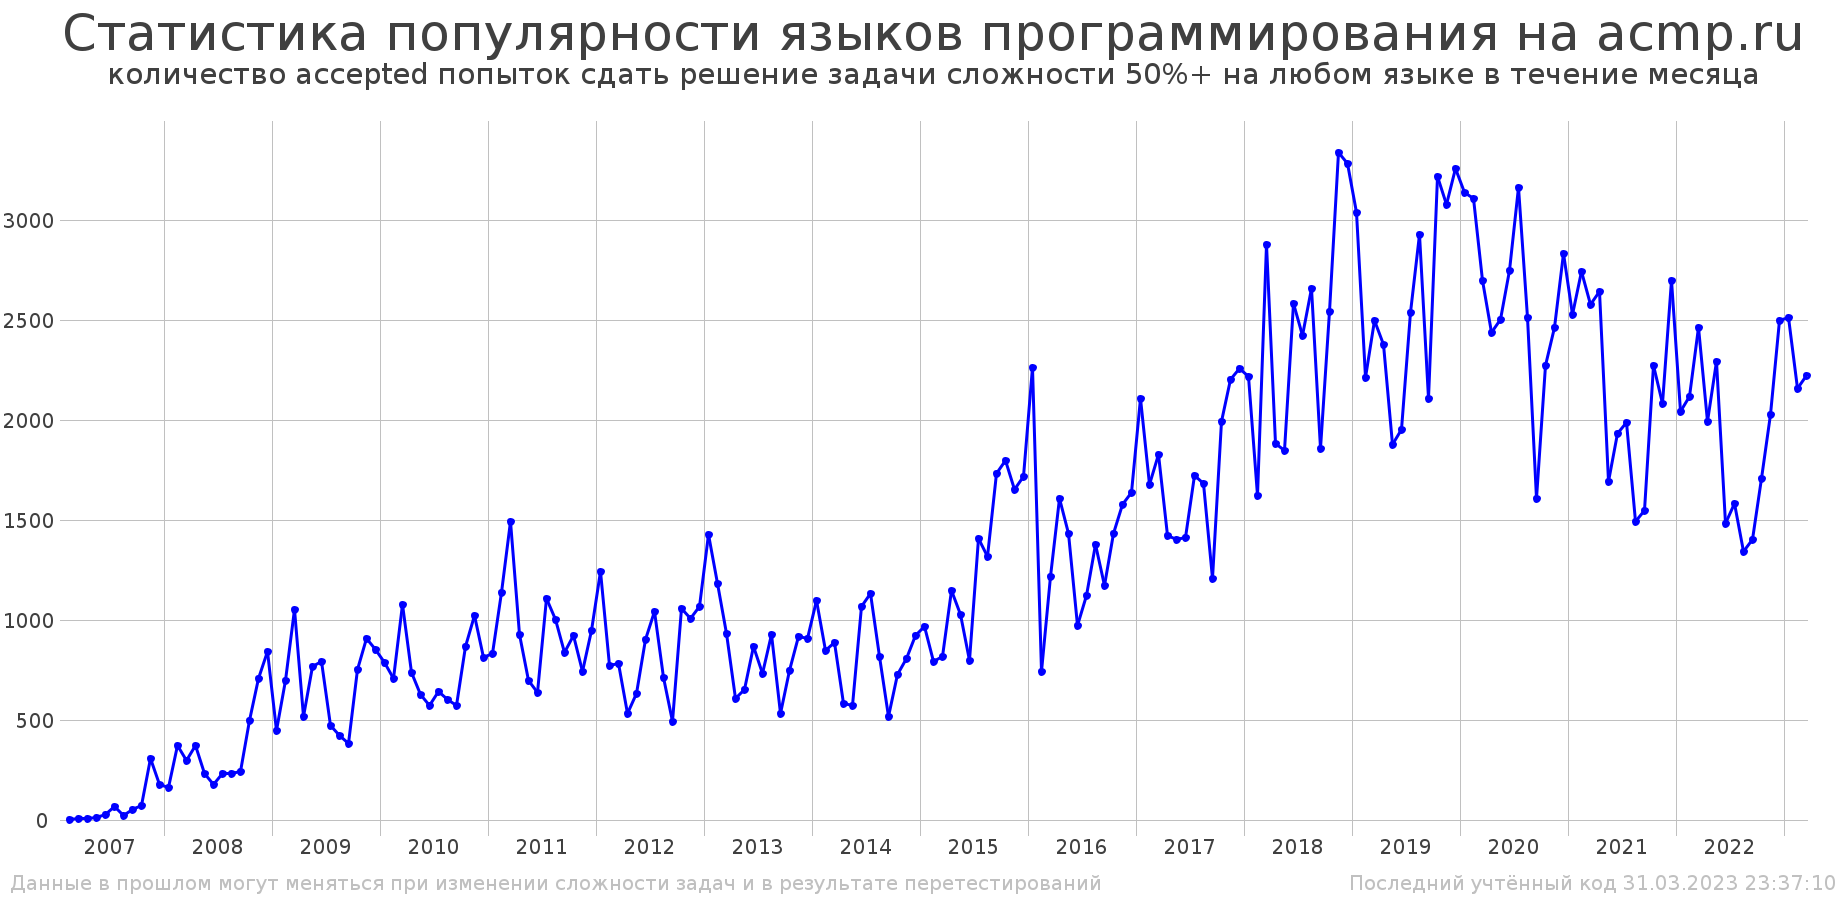 Статистика популярности языков программирования на acmp.ru
количество accepted попыток сдать решение задачи сложности 50%+ на любом языке в течение месяца
3000
2500
2000
1500
1000
500
0
2007 2008 2009 2010 2011 2012 2013 2014 2015 2016 2017 2018 2019 2020 2021 2022
Данные в прошлом могут меняться при изменении сложности задач и в результате перетестирований
Последний учтённый код 31.03.2023 23:37:10